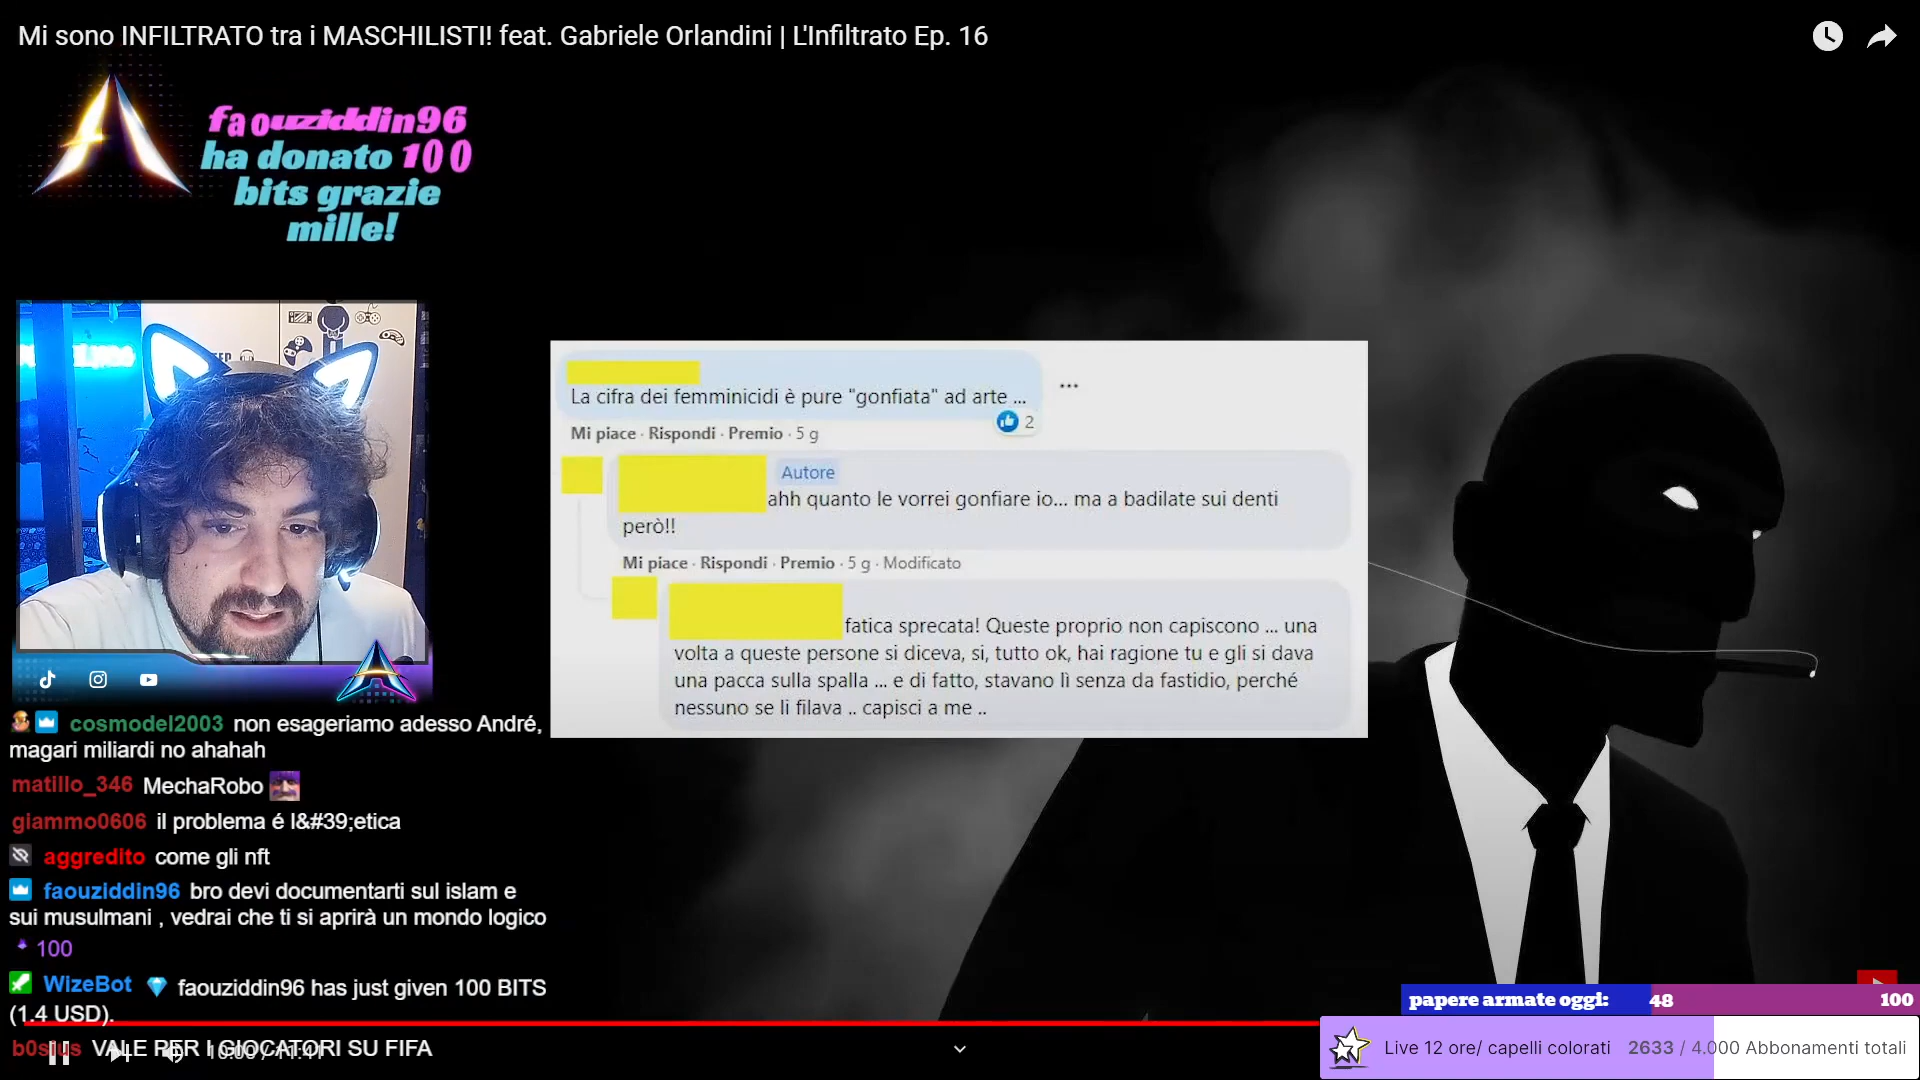 Mi sono INFILTRATO tra i MASCHILISTI! feat. Gabriele Orlandini | L'Infiltrato Ep. 16
faouziddin96
ha donato 100
bits grazie
mille!
La cifra dei femminicidi è pure "gonfiata" ad arte ...
2
Mi piace · Rispondi · Premio · 5 g
Autore
ahh quanto le vorrei gonfiare io... ma a badilate sui denti
però!!
Mi piace · Rispondi · Premio · 5 g · Modificato
fatica sprecata! Queste proprio non capiscono ... una
volta a queste persone si diceva, si, tutto ok, hai ragione tu e gli si dava
una pacca sulla spalla ... e di fatto, stavano lì senza da fastidio, perché
nessuno se li filava .. capisci a me ..
cosmodel2003 non esageriamo adesso André,
magari miliardi no ahahah
matillo_346 MechaRobo
giammo0606 il problema é l&#39;etica
aggredito come gli nft
faouziddin96 bro devi documentarti sul islam e
sui musulmani , vedrai che ti si aprirà un mondo logico
100
WizeBot faouziddin96 has just given 100 BITS
(1.4 USD).
VALE PER I GIOCATORI SU FIFA
papere armate oggi: 48 100
Live 12 ore/ capelli colorati 2633 / 4.000 Abbonamenti totali